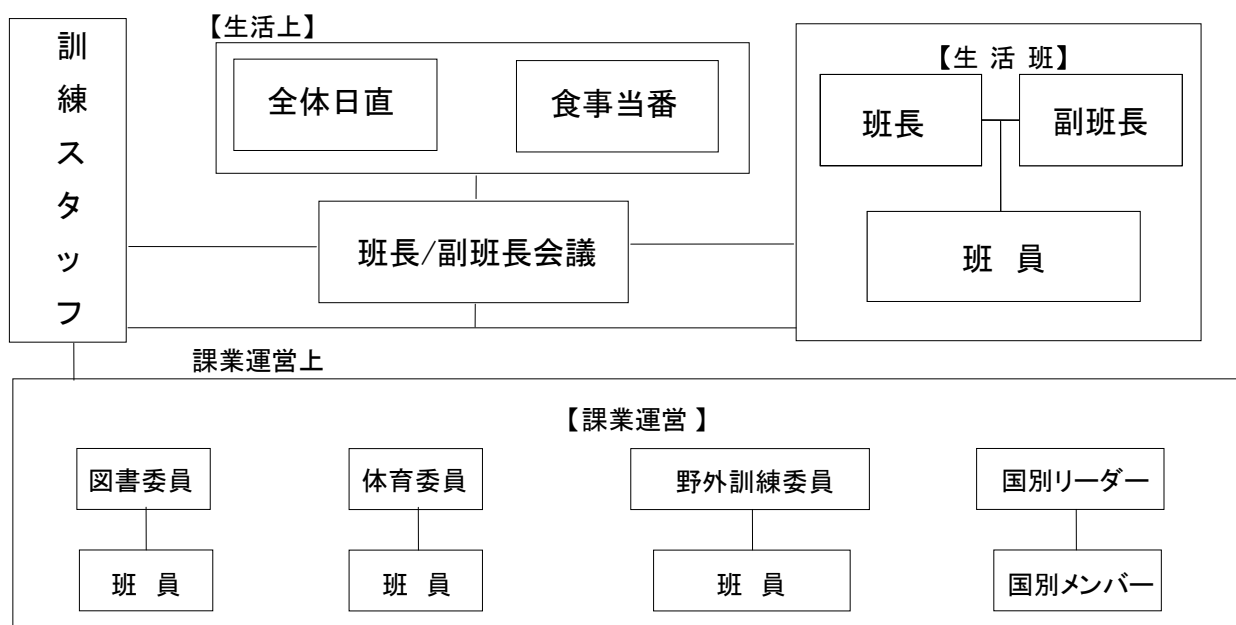 訓練スタッフ
【生活上】
全体日直
食事当番
【生 活 班】
班長
副班長
班 員
班長/副班長会議
課業運営上
【課業運営 】
図書委員
体育委員
野外訓練委員
国別リーダー
班 員
班 員
班 員
国別メンバー